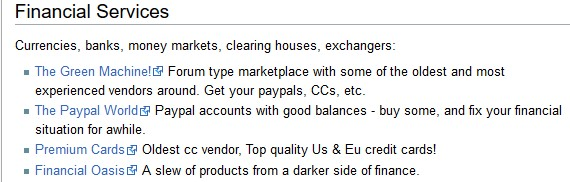 Financial Services
Currencies, banks, money markets, clearing houses, exchangers:
The Green Machine! Forum type marketplace with some of the oldest and most
experienced vendors around. Get your paypals, CCs, etc.
The Paypal World Paypal accounts with good balances - buy some, and fix your financial
situation for awhile.
Premium Cards Oldest cc vendor, Top quality Us & Eu credit cards!
Financial Oasis A slew of products from a darker side of finance.